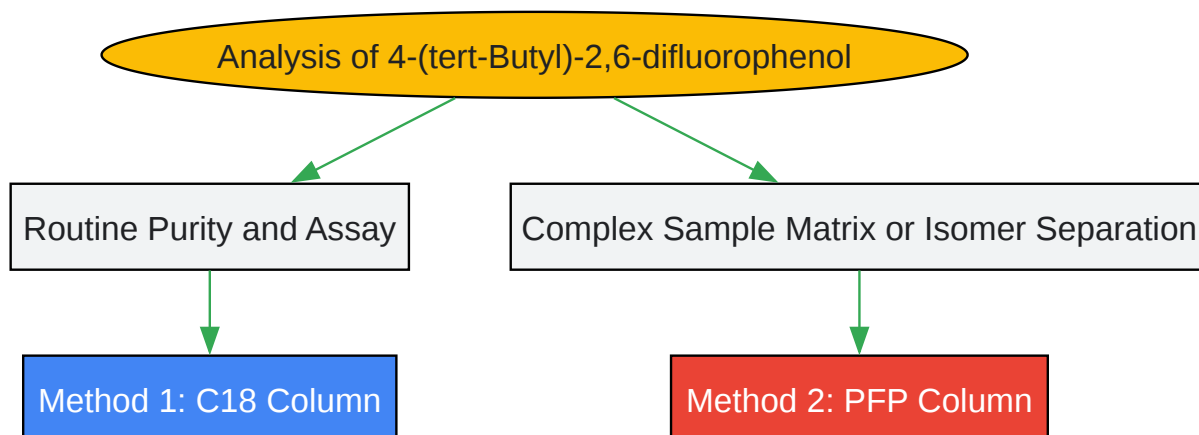 Analysis of 4-(tert-Butyl)-2,6-difluorophenol
Routine Purity and Assay
Complex Sample Matrix or Isomer Separation
Method 1: C18 Column
Method 2: PFP Column